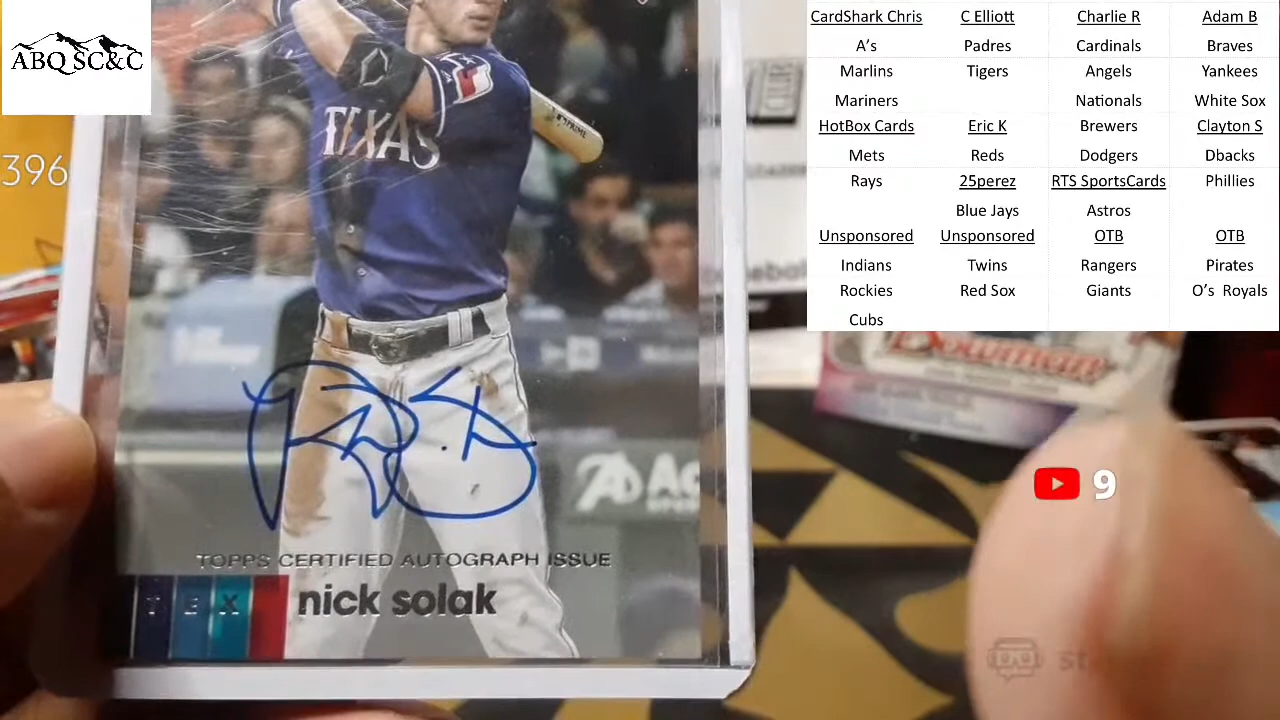 ABQ SC&C
396
TEXAS
TEX
TOPPS CERTIFIED AUTOGRAPH ISSUE
nick solak
Bowman
9
CardShark Chris C Elliott Charlie R Adam B
A's Padres Cardinals Braves
Marlins Tigers Angels Yankees
Mariners Nationals White Sox
HotBox Cards Eric K Brewers Clayton S
Mets Reds Dodgers Dbacks
Rays 25perez RTS SportsCards Phillies
Blue Jays Astros
Unsponsored Unsponsored OTB OTB
Indians Twins Rangers Pirates
Rockies Red Sox Giants O's Royals
Cubs